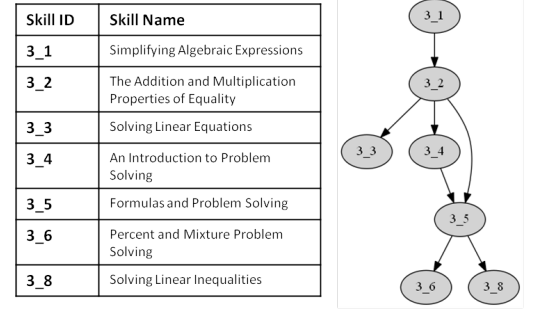 Skill ID Skill Name
3_1 Simplifying Algebraic Expressions
3_2 The Addition and Multiplication
Properties of Equality
3_3 Solving Linear Equations
3_4 An Introduction to Problem
Solving
3_5 Formulas and Problem Solving
3_6 Percent and Mixture Problem
Solving
3_8 Solving Linear Inequalities
3_1
3_2
3_3 3_4
3_5
3_6 3_8